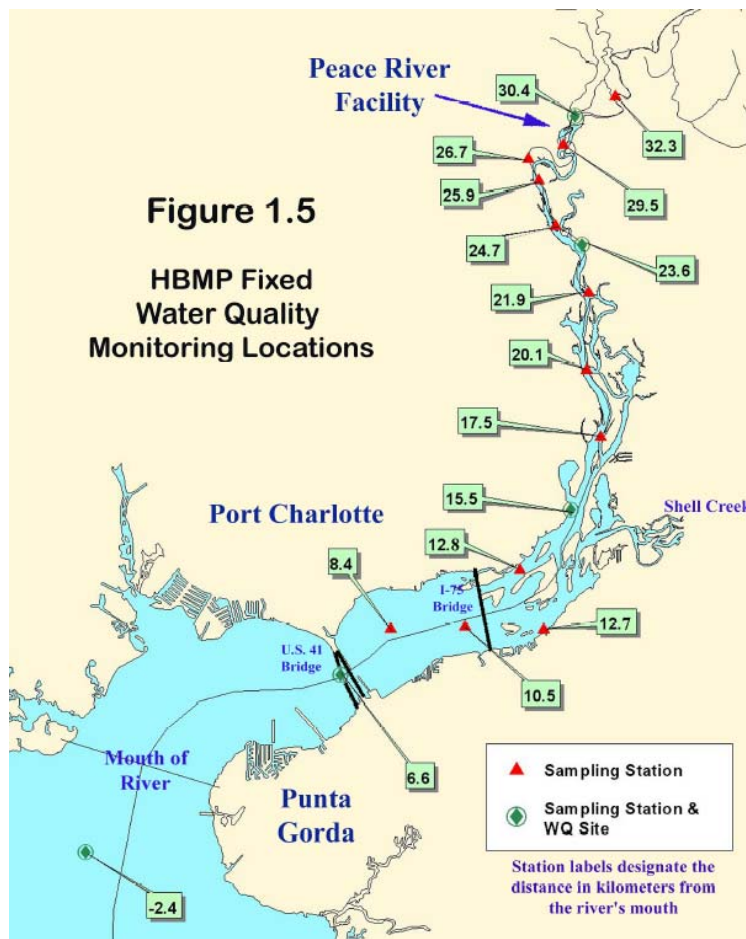 Peace River
Facility
30.4
32.3
26.7
29.5
25.9
Figure 1.5
24.7
23.6
HBMP Fixed
Water Quality
Monitoring Locations
21.9
20.1
17.5
15.5
Shell Creek
Port Charlotte
12.8
8.4
I-75
Bridge
12.7
U.S. 41
Bridge
10.5
Mouth of
River
6.6
Punta
Gorda
Sampling Station
Sampling Station &
WQ Site
Station labels designate the
distance in kilometers from
the river's mouth
-2.4